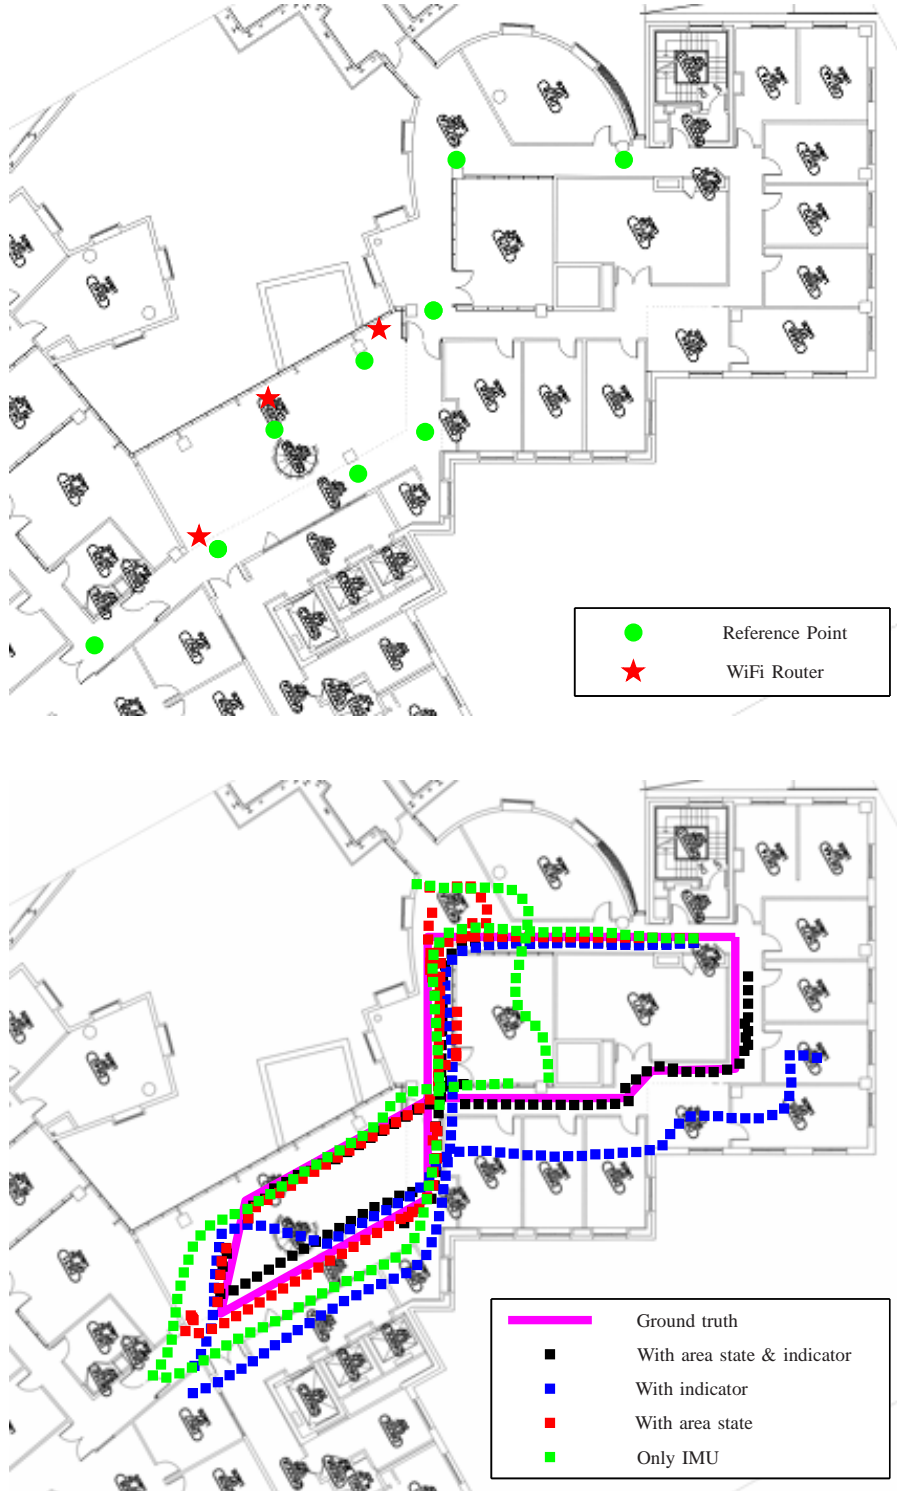 Reference Point
WiFi Router
Ground truth
With area state & indicator
With indicator
With area state
Only IMU